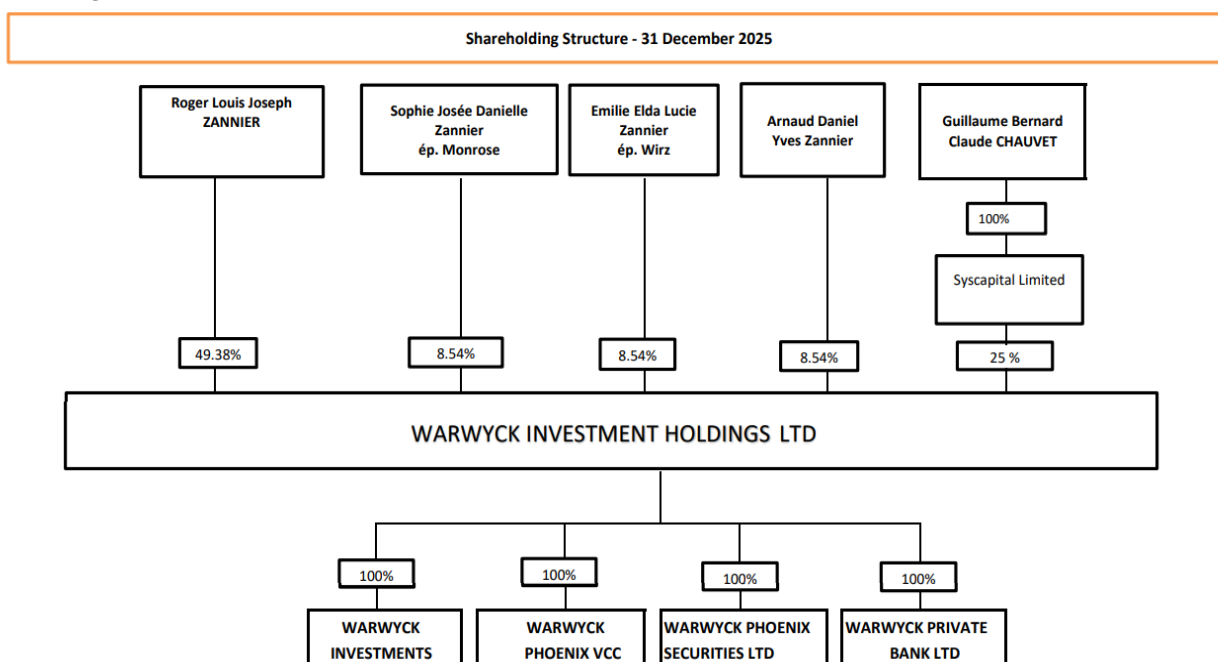 Shareholding Structure - 31 December 2025
Roger Louis Joseph
ZANNIER
Sophie Josée Danielle
Zannier
ép. Monrose
Emilie Elda Lucie
Zannier
ép. Wirz
Arnaud Daniel
Yves Zannier
Guillaume Bernard
Claude CHAUVET
100%
Syscapital Limited
49.38%
8.54%
8.54%
8.54%
25 %
WARWYCK INVESTMENT HOLDINGS LTD
100%
100%
100%
100%
WARWYCK
INVESTMENTS
WARWYCK
PHOENIX VCC
WARWYCK PHOENIX
SECURITIES LTD
WARWYCK PRIVATE
BANK LTD